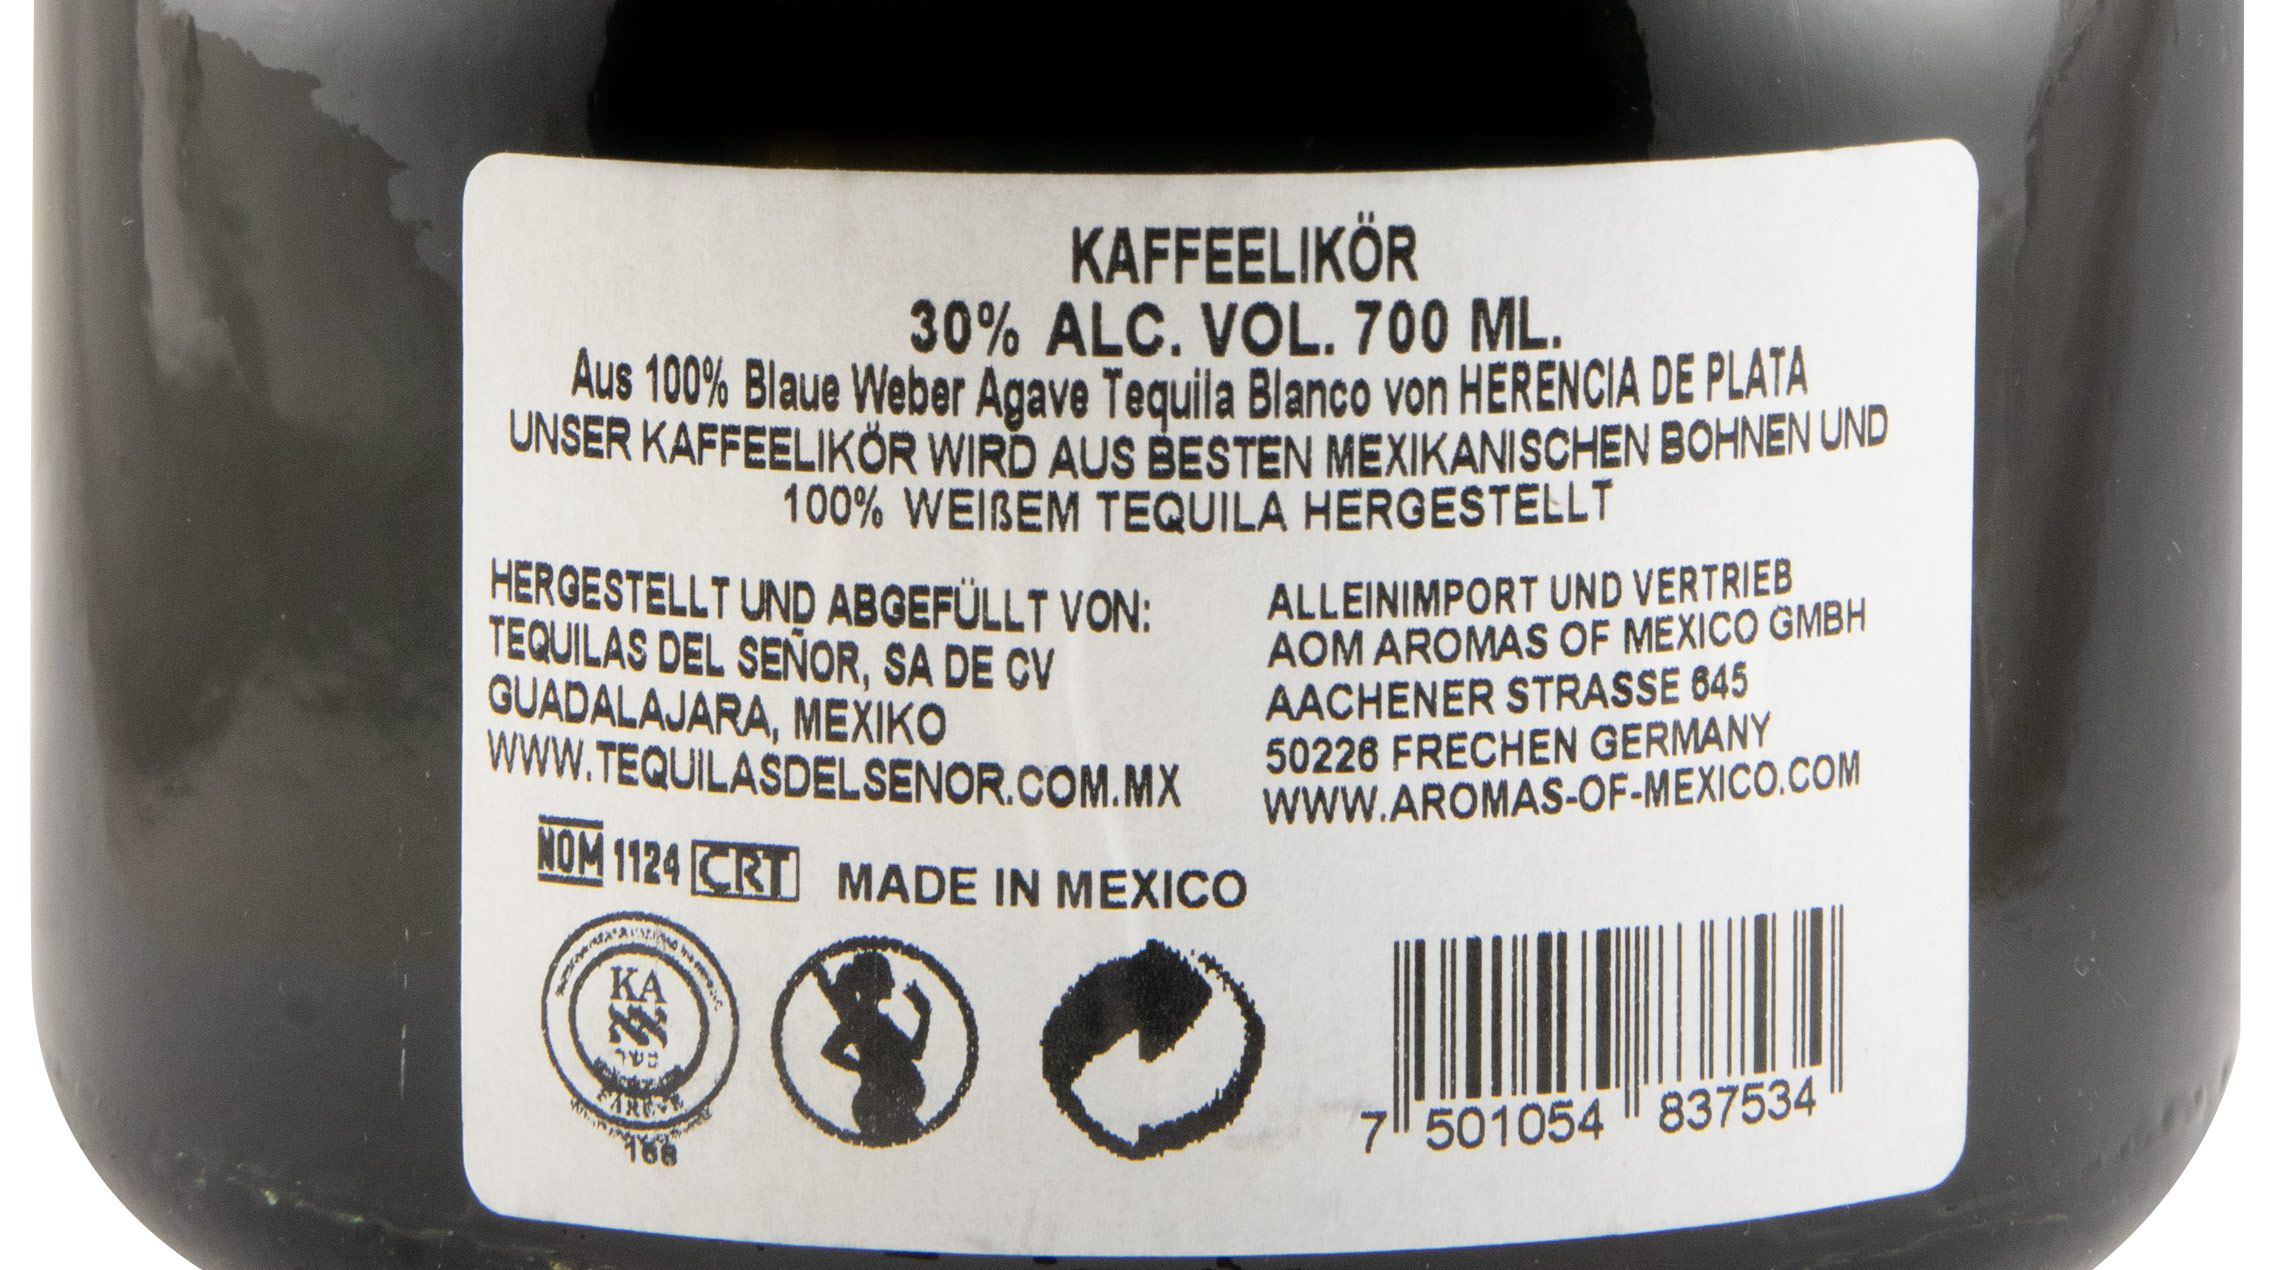 KAFFEELIKÖR
30% ALC. VOL. 700 ML.
Aus 100% Blaue Weber Agave Tequila Blanco von HERENCIA DE PLATA
UNSER KAFFEELIKÖR WIRD AUS BESTEN MEXIKANISCHEN BOHNEN UND
100% WEIßEM TEQUILA HERGESTELLT
HERGESTELLT UND ABGEFÜLLT VON:
TEQUILAS DEL SEÑOR, SA DE CV
GUADALAJARA, MEXIKO
WWW.TEQUILASDELSENOR.COM.MX
ALLEINIMPORT UND VERTRIEB
AOM AROMAS OF MEXICO GMBH
AACHENER STRASSE 645
50226 FRECHEN GERMANY
WWW.AROMAS-OF-MEXICO.COM
NOM 1124 CRT MADE IN MEXICO
KA
כשר
PAREVE
168
7 501054 837534